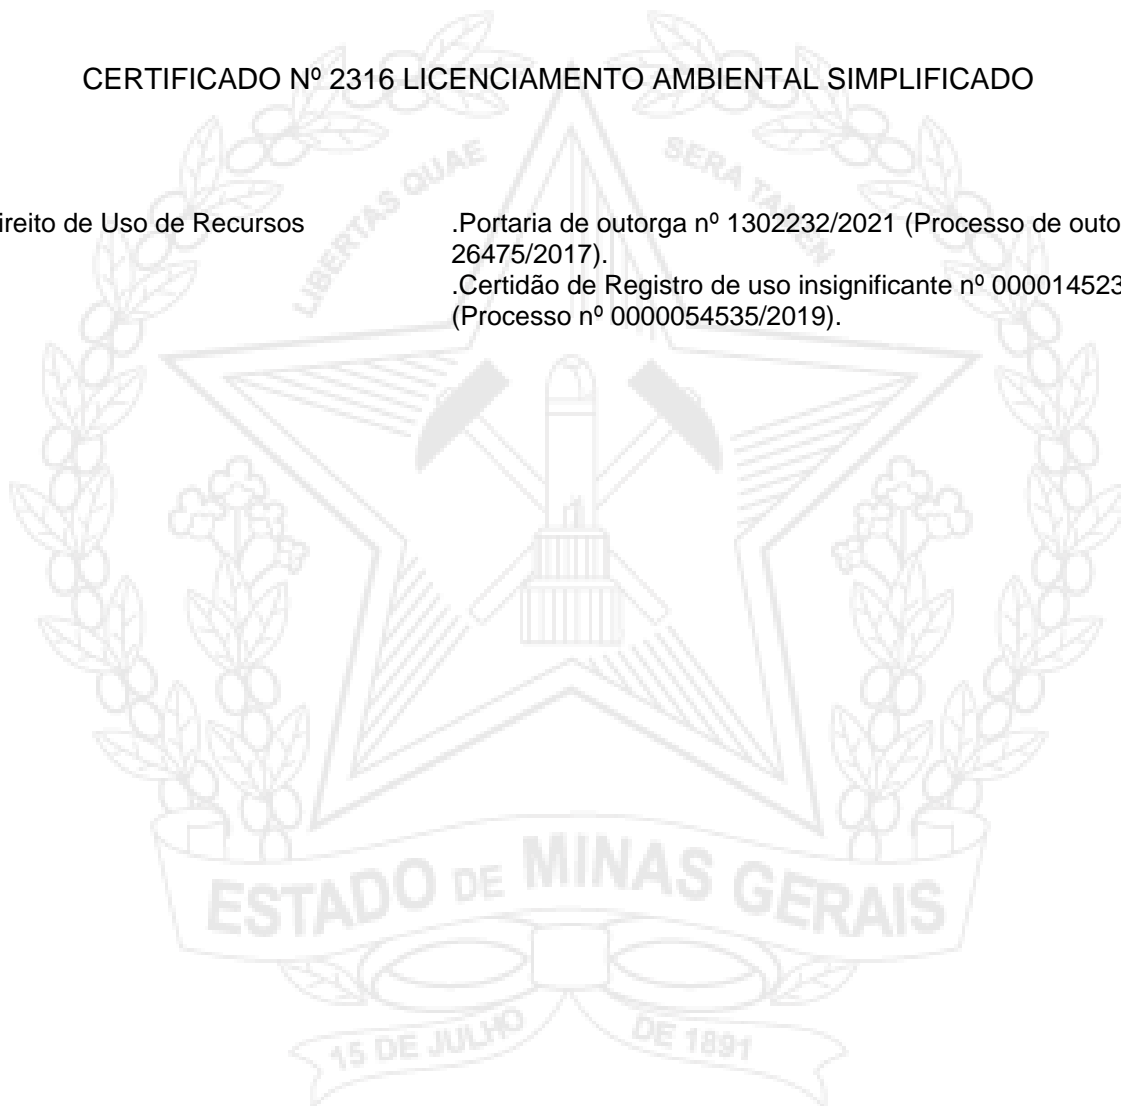 CERTIFICADO Nº 2316 LICENCIAMENTO AMBIENTAL SIMPLIFICADO
LIBERTAS QUAE SERA TAMEN
ireito de Uso de Recursos
.Portaria de outorga nº 1302232/2021 (Processo de outo
26475/2017).
.Certidão de Registro de uso insignificante nº 000014523
(Processo nº 0000054535/2019).
ESTADO DE MINAS GERAIS
15 DE JULHO DE 1891